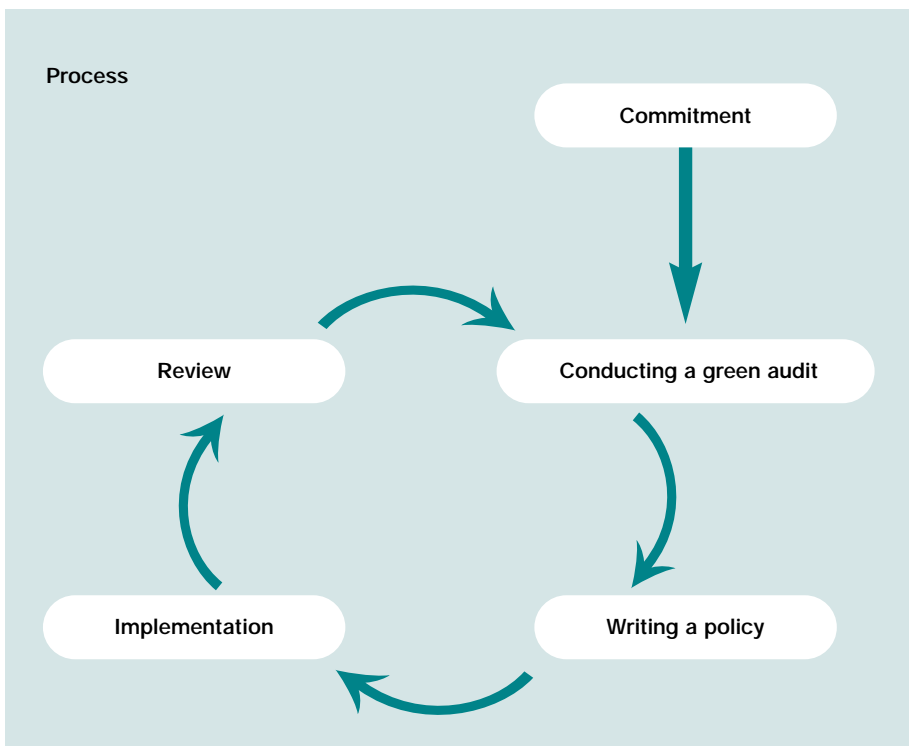 Process
Commitment
Review
Conducting a green audit
Implementation
Writing a policy